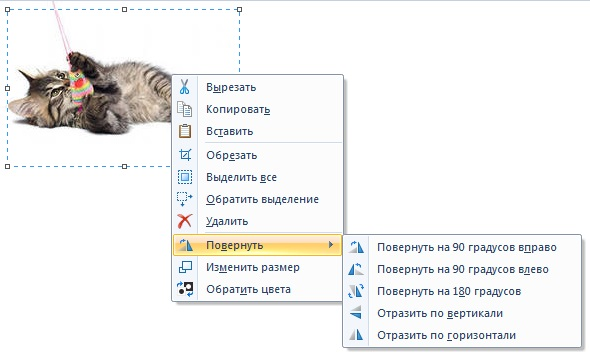 Вырезать
Копировать
Вставить
Обрезать
Выделить все
Обратить выделение
Удалить
Повернуть
Изменить размер
Обратить цвета
Повернуть на 90 градусов вправо
Повернуть на 90 градусов влево
Повернуть на 180 градусов
Отразить по вертикали
Отразить по горизонтали